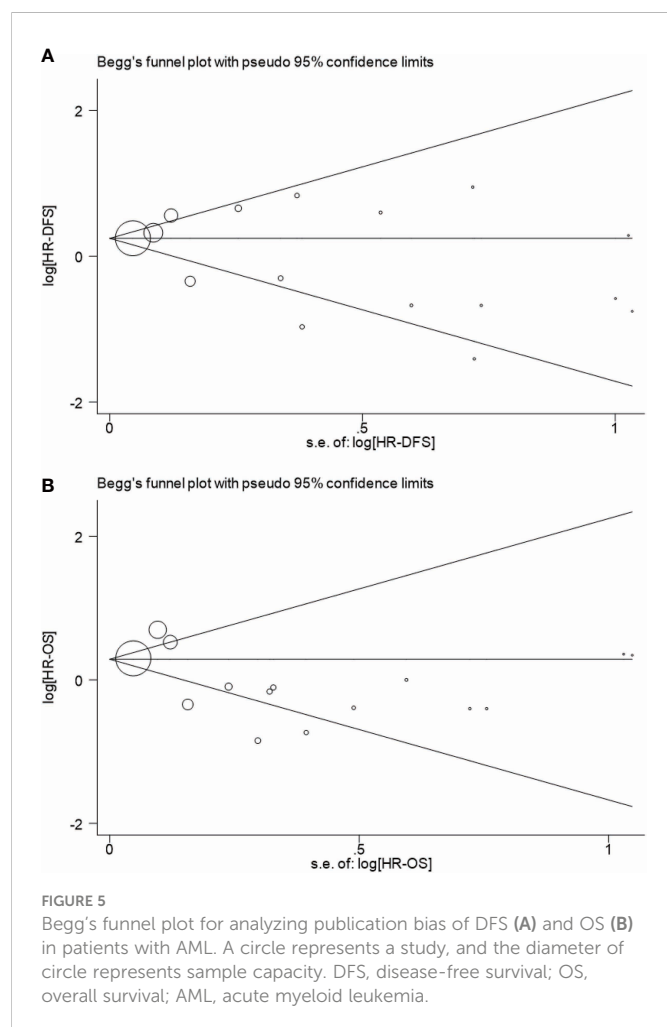 A
Begg's funnel plot with pseudo 95% confidence limits
2
0
-2
log[HR-DFS]
0
.5
1
s.e. of: log[HR-DFS]
B
Begg's funnel plot with pseudo 95% confidence limits
2
0
-2
log[HR-OS]
0
.5
1
s.e. of: log[HR-OS]
FIGURE 5
Begg's funnel plot for analyzing publication bias of DFS (A) and OS (B)
in patients with AML. A circle represents a study, and the diameter of
circle represents sample capacity. DFS, disease-free survival; OS,
overall survival; AML, acute myeloid leukemia.